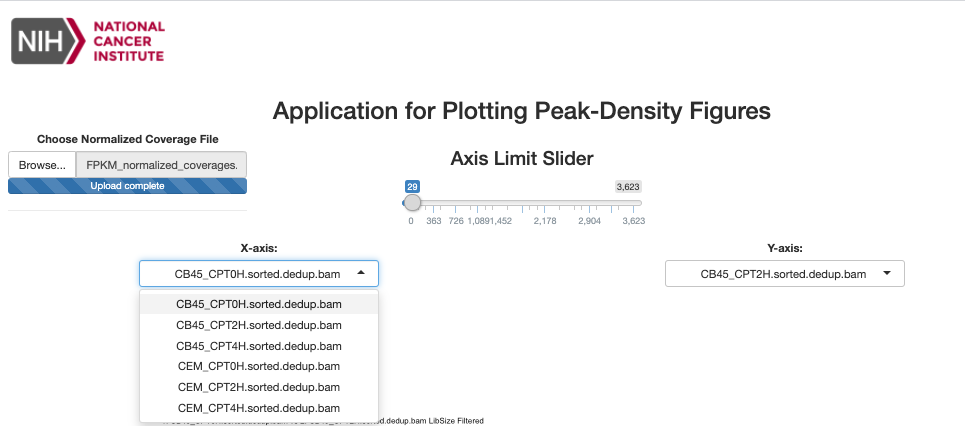 NIH
NATIONAL
CANCER
INSTITUTE
Application for Plotting Peak-Density Figures
Choose Normalized Coverage File
Browse... FPKM_normalized_coverages.
Upload complete
Axis Limit Slider
29 3,623
0 363 726 1,089 1,452 2,178 2,904 3,623
X-axis: Y-axis:
CB45_CPT0H.sorted.dedup.bam CB45_CPT2H.sorted.dedup.bam
CB45_CPT0H.sorted.dedup.bam
CB45_CPT2H.sorted.dedup.bam
CB45_CPT4H.sorted.dedup.bam
CEM_CPT0H.sorted.dedup.bam
CEM_CPT2H.sorted.dedup.bam
CEM_CPT4H.sorted.dedup.bam
.dedup.bam LibSize Filtered